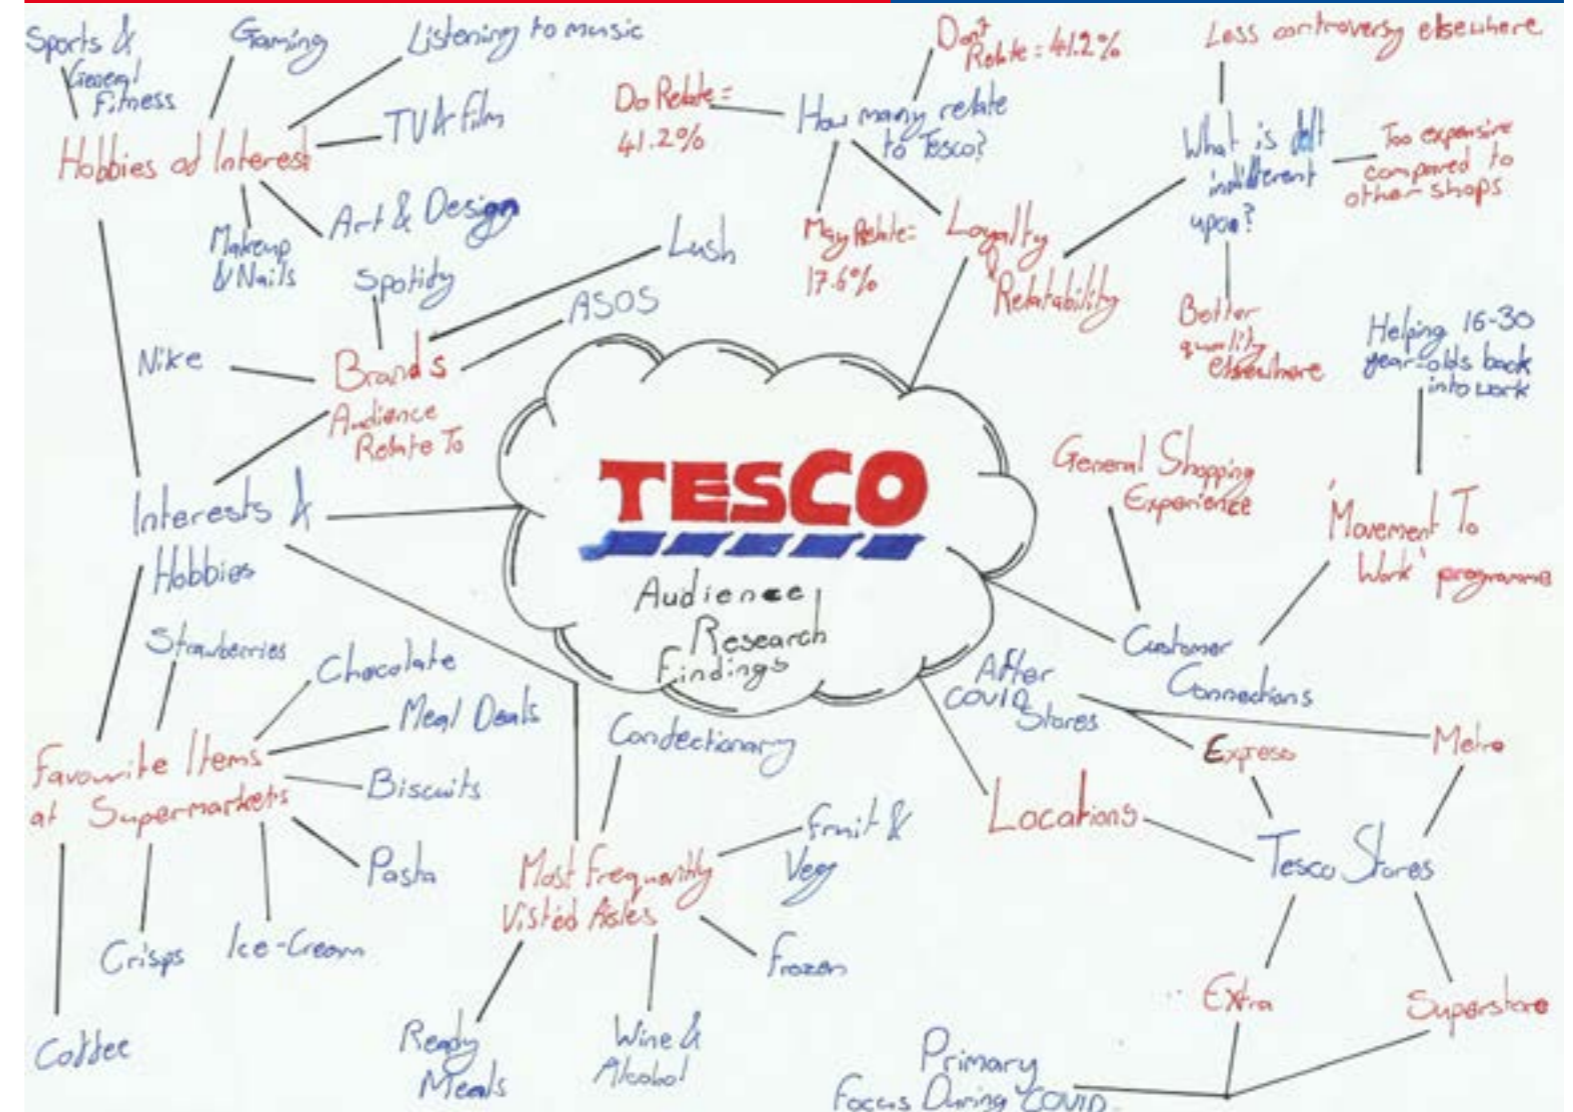 Sports &
General
Fitness
Gaming
Listening to music
TV & Film
Hobbies of Interest
Makeup
& Nails
Art & Design
Spotify
Lush
ASOS
Nike
Brands
Audience
Relate To
Interests &
Hobbies
Do Relate =
41.2%
Don't
Relate = 41.2%
How many relate
to Tesco?
May Relate =
17.6%
Loyalty
&
Relatability
Less controversy elsewhere
What is
indifferent
upon?
Too expensive
compared to
other shops
Better
quality
elsewhere
Helping 16-30
year-olds back
into work
General Shopping
Experience
'Movement To
Work' programme
Customer
Connections
TESCO
Audience
Research
Findings
Strawberries
Chocolate
Meal Deals
Favourite Items
at Supermarkets
Biscuits
Pasta
Crisps
Ice-Cream
Coffee
Confectionary
Fruit &
Veg
Most Frequently
Visited Aisles
Frozen
Ready
Meals
Wine &
Alcohol
After
COVID
Stores
Express
Metro
Locations
Tesco Stores
Extra
Superstore
Primary
Focus During COVID